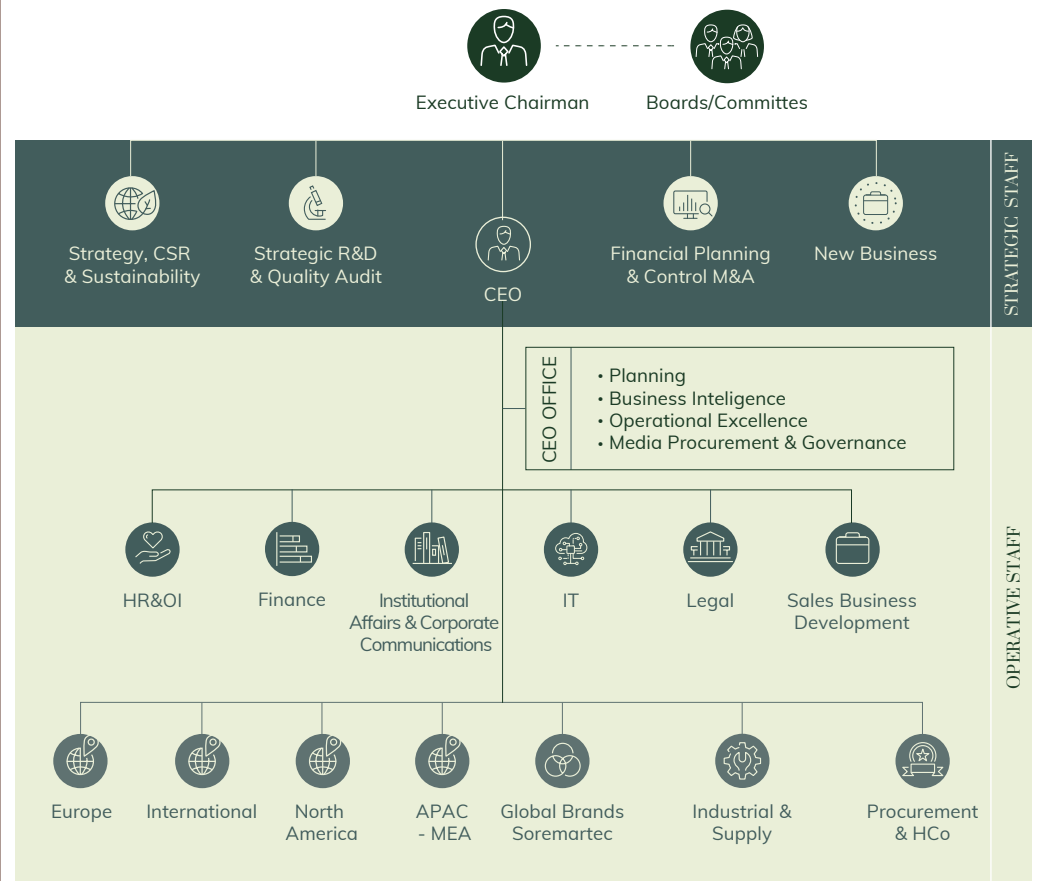 Executive Chairman
Boards/Committes
STRATEGIC STAFF
Strategy, CSR
& Sustainability
Strategic R&D
& Quality Audit
CEO
Financial Planning
& Control M&A
New Business
CEO OFFICE
• Planning
• Business Inteligence
• Operational Excellence
• Media Procurement & Governance
OPERATIVE STAFF
HR&OI
Finance
Institutional
Affairs & Corporate
Communications
IT
Legal
Sales Business
Development
Europe
International
North
America
APAC
- MEA
Global Brands
Soremartec
Industrial &
Supply
Procurement
& HCo